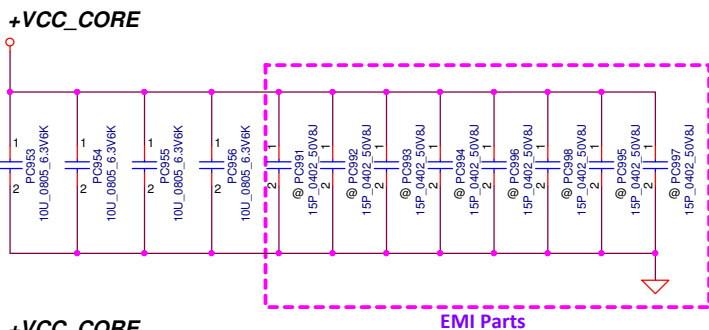 +VCC_CORE
1
2
PC953
10U_0805_6.3V6K
1
2
PC954
10U_0805_6.3V6K
1
2
PC955
10U_0805_6.3V6K
1
2
PC956
10U_0805_6.3V6K
1
2
@ PC991
15P_0402_50V8J
1
2
@ PC992
15P_0402_50V8J
1
2
@ PC993
15P_0402_50V8J
1
2
@ PC994
15P_0402_50V8J
1
2
@ PC996
15P_0402_50V8J
1
2
@ PC998
15P_0402_50V8J
1
2
@ PC995
15P_0402_50V8J
1
2
@ PC997
15P_0402_50V8J
EMI Parts
+VCC_CORE